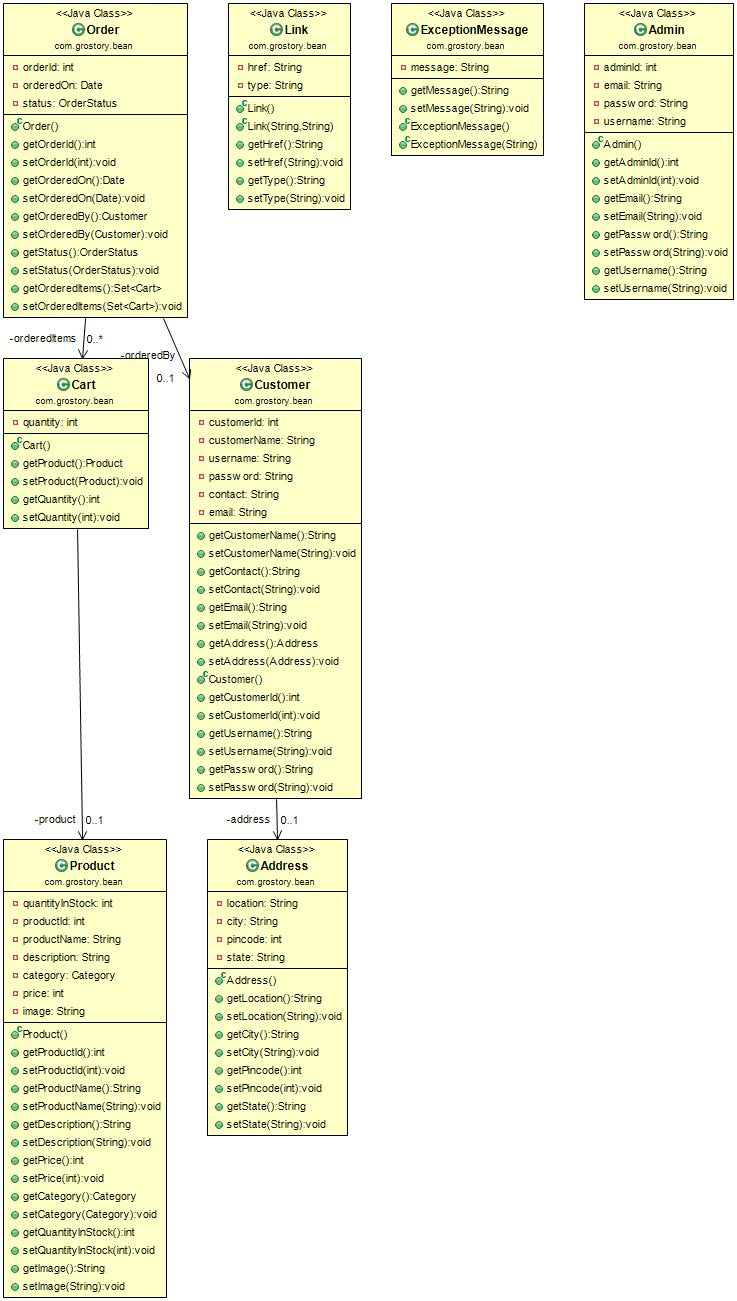 <<Java Class>>
Order
com.grostory.bean
orderId: int
orderedOn: Date
status: OrderStatus
Order()
getOrderId():int
setOrderId(int):void
getOrderedOn():Date
setOrderedOn(Date):void
getOrderedBy():Customer
setOrderedBy(Customer):void
getStatus():OrderStatus
setStatus(OrderStatus):void
getOrderedItems():Set<Cart>
setOrderedItems(Set<Cart>):void
<<Java Class>>
Link
com.grostory.bean
href: String
type: String
Link()
Link(String,String)
getHref():String
setHref(String):void
getType():String
setType(String):void
<<Java Class>>
ExceptionMessage
com.grostory.bean
message: String
getMessage():String
setMessage(String):void
ExceptionMessage()
ExceptionMessage(String)
<<Java Class>>
Admin
com.grostory.bean
adminId: int
email: String
password: String
username: String
Admin()
getAdminId():int
setAdminId(int):void
getEmail():String
setEmail(String):void
getPassword():String
setPassword(String):void
getUsername():String
setUsername(String):void
-orderedItems 0..*
-orderedBy
0..1
<<Java Class>>
Cart
com.grostory.bean
quantity: int
Cart()
getProduct():Product
setProduct(Product):void
getQuantity():int
setQuantity(int):void
<<Java Class>>
Customer
com.grostory.bean
customerId: int
customerName: String
username: String
password: String
contact: String
email: String
getCustomerName():String
setCustomerName(String):void
getContact():String
setContact(String):void
getEmail():String
setEmail(String):void
getAddress():Address
setAddress(Address):void
Customer()
getCustomerId():int
setCustomerId(int):void
getUsername():String
setUsername(String):void
getPassword():String
setPassword(String):void
-product 0..1
-address 0..1
<<Java Class>>
Product
com.grostory.bean
quantityInStock: int
productId: int
productName: String
description: String
category: Category
price: int
image: String
Product()
getProductId():int
setProductId(int):void
getProductName():String
setProductName(String):void
getDescription():String
setDescription(String):void
getPrice():int
setPrice(int):void
getCategory():Category
setCategory(Category):void
getQuantityInStock():int
setQuantityInStock(int):void
getImage():String
setImage(String):void
<<Java Class>>
Address
com.grostory.bean
location: String
city: String
pincode: int
state: String
Address()
getLocation():String
setLocation(String):void
getCity():String
setCity(String):void
getPincode():int
setPincode(int):void
getState():String
setState(String):void